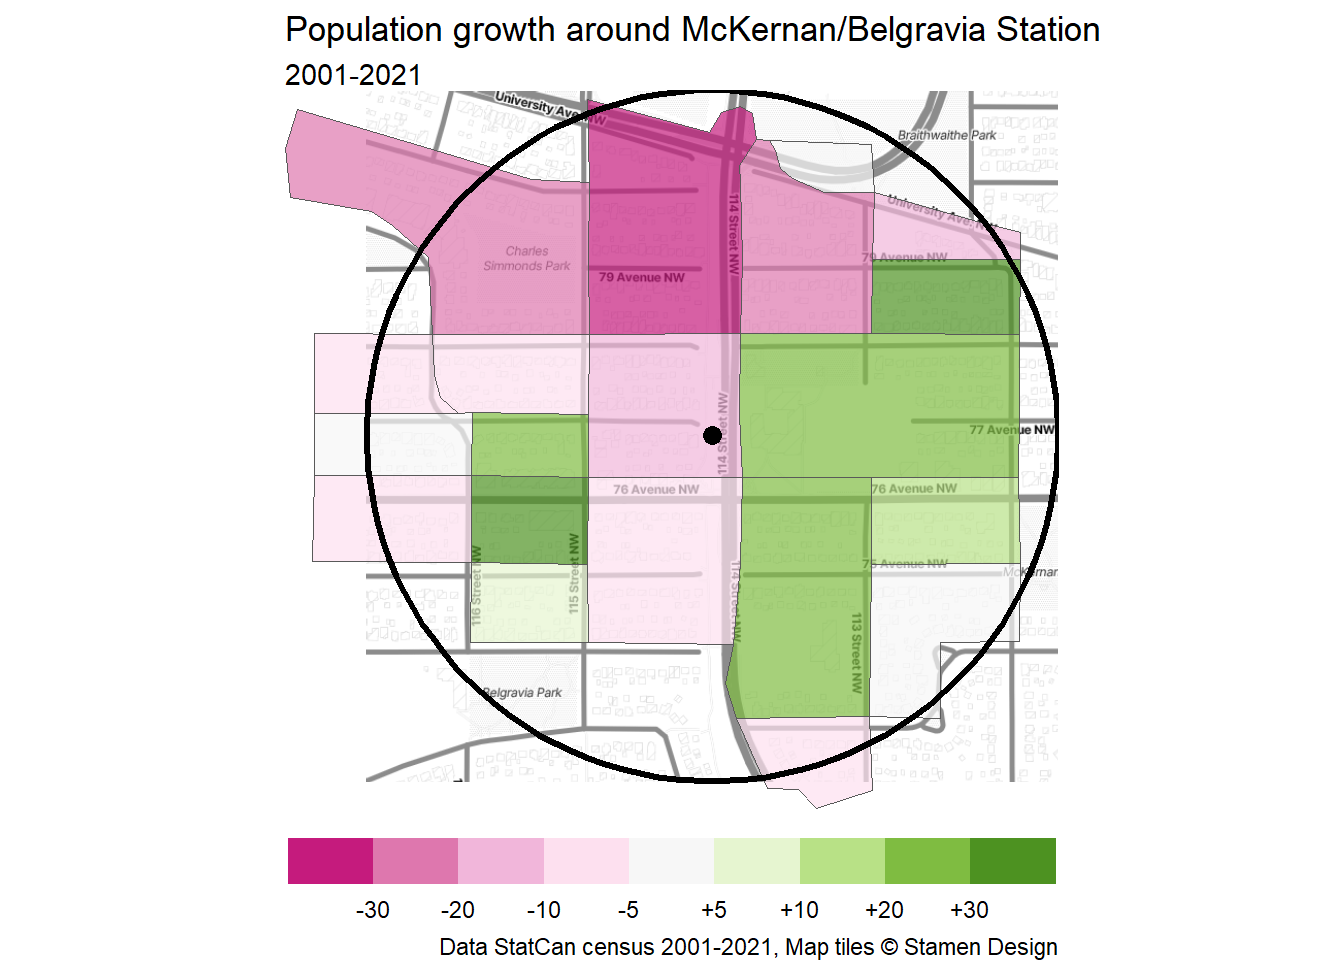 Population growth around McKernan/Belgravia Station
2001-2021
University Ave NW
Braithwaithe Park
114 Street NW
University Ave
Charles
Simmonds Park
79 Avenue NW
79 Avenue NW
114 Street NW
77 Avenue NW
76 Avenue NW
76 Avenue NW
116 Street NW
115 Street NW
114 Street NW
75 Avenue NW
McKernan
113 Street NW
Belgravia Park
-30 -20 -10 -5 +5 +10 +20 +30
Data StatCan census 2001-2021, Map tiles © Stamen Design